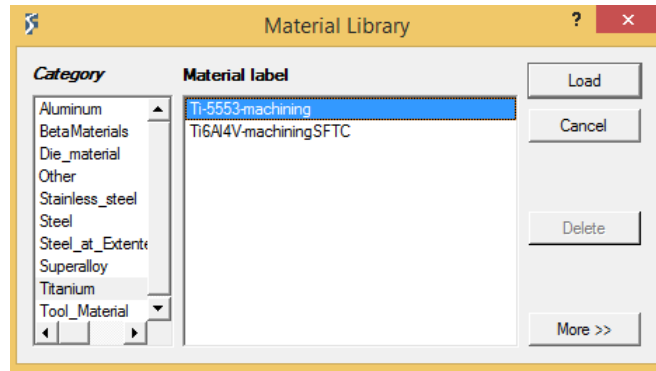 Material Library
? ×
Category
Material label
Aluminum
BetaMaterials
Die_material
Other
Stainless_steel
Steel
Steel_at_Extente
Superalloy
Titanium
Tool_Material
Ti-5553-machining
Ti6Al4V-machiningSFTC
Load
Cancel
Delete
More >>